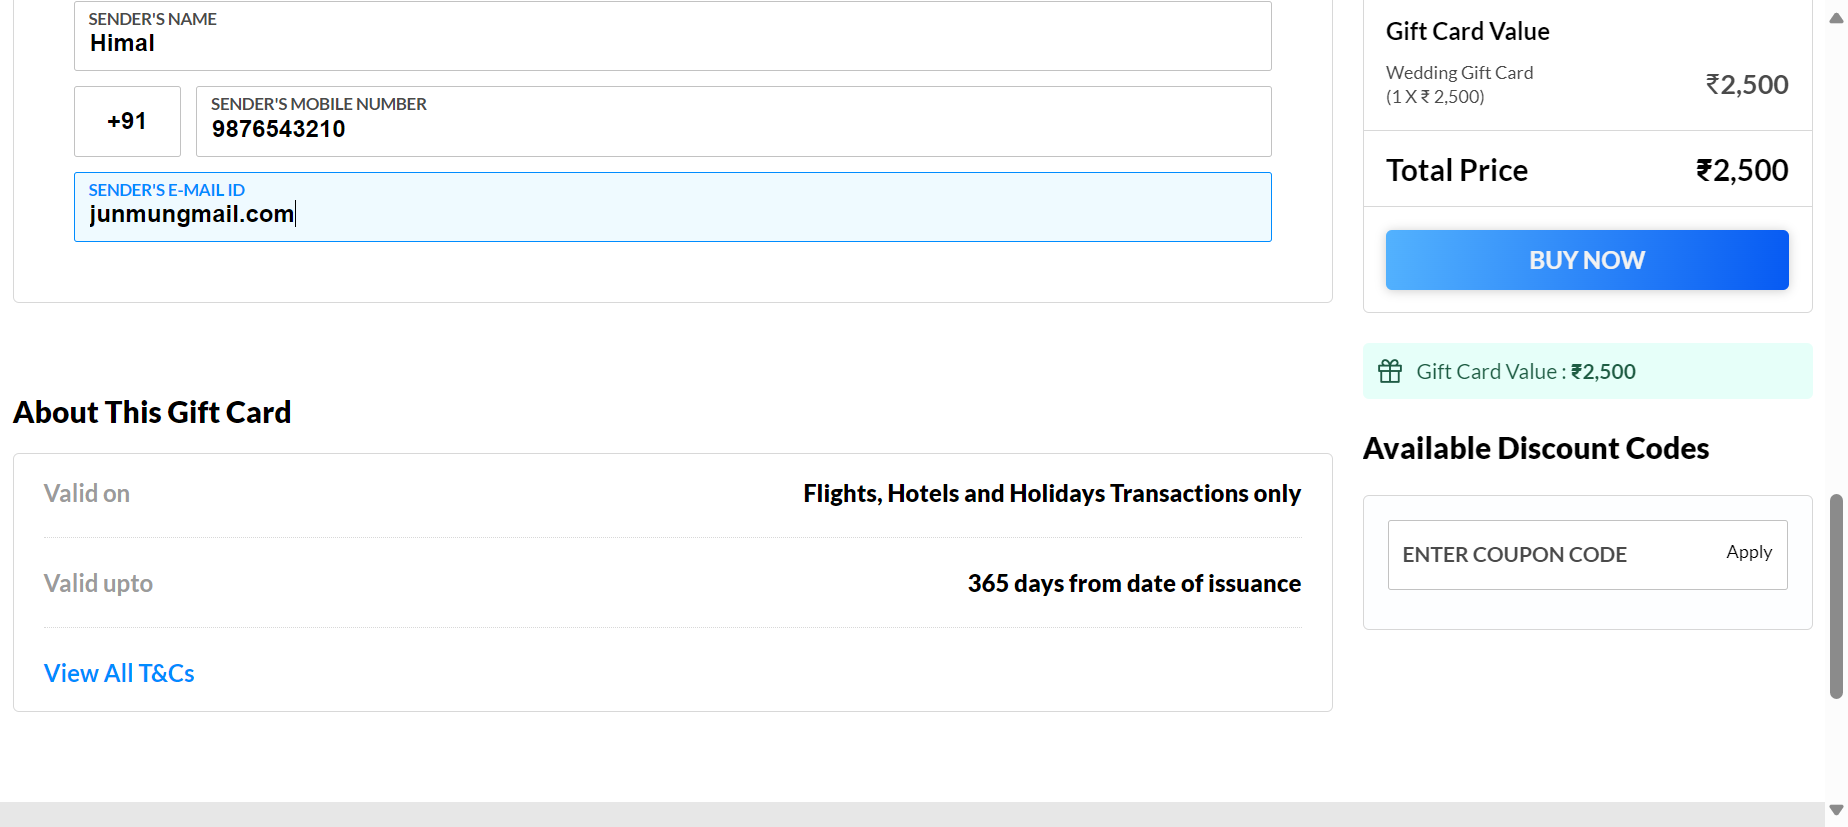 SENDER'S NAME
Himal
+91
SENDER'S MOBILE NUMBER
9876543210
SENDER'S E-MAIL ID
junmungmail.com
About This Gift Card
Valid on
Flights, Hotels and Holidays Transactions only
Valid upto
365 days from date of issuance
View All T&Cs
Gift Card Value
Wedding Gift Card
(1 X ₹ 2,500)
₹2,500
Total Price
₹2,500
BUY NOW
Gift Card Value : ₹2,500
Available Discount Codes
ENTER COUPON CODE
Apply